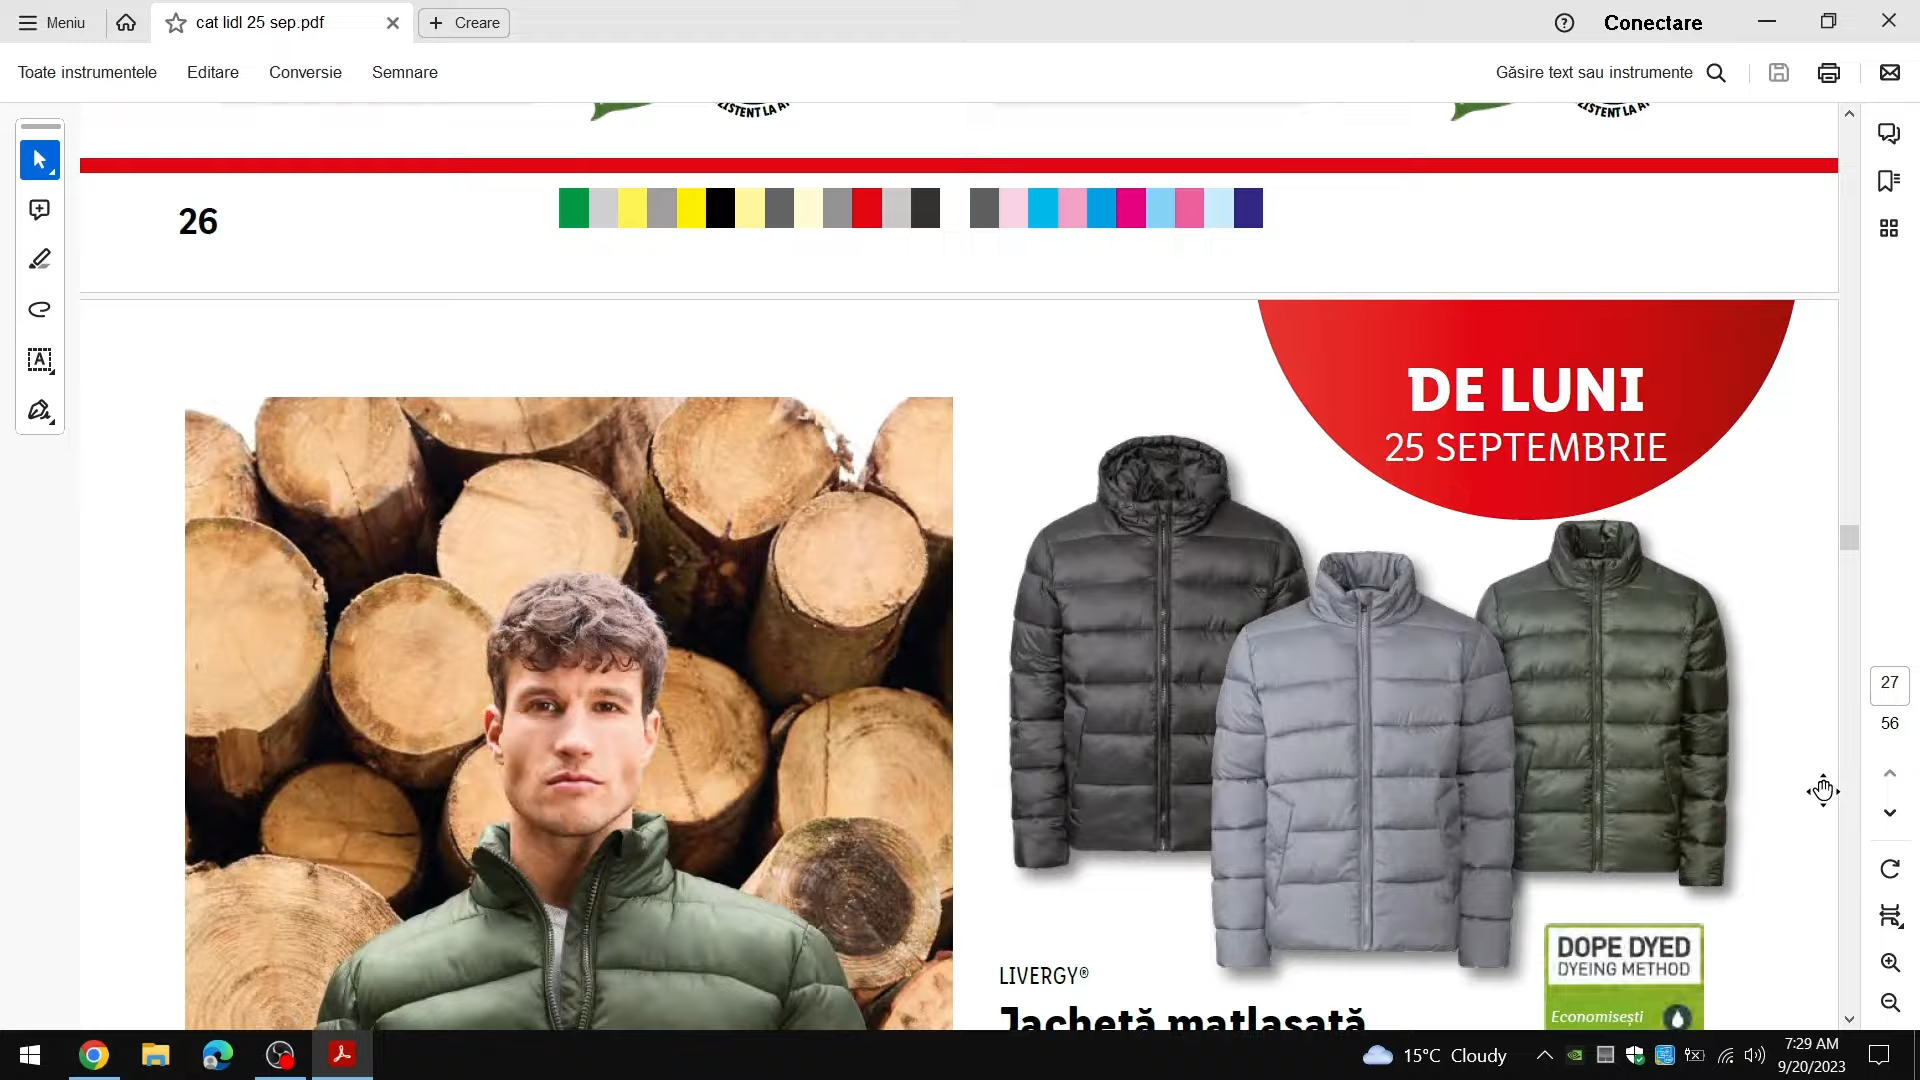 Meniu
cat lidl 25 sep.pdf
Creare
Conectare
Toate instrumentele
Editare
Conversie
Semnare
Găsire text sau instrumente
26
DE LUNI
25 SEPTEMBRIE
27
56
LIVERGY®
Jachetă matlasată
DOPE DYED
DYEING METHOD
Economisești
15°C Cloudy
7:29 AM
9/20/2023